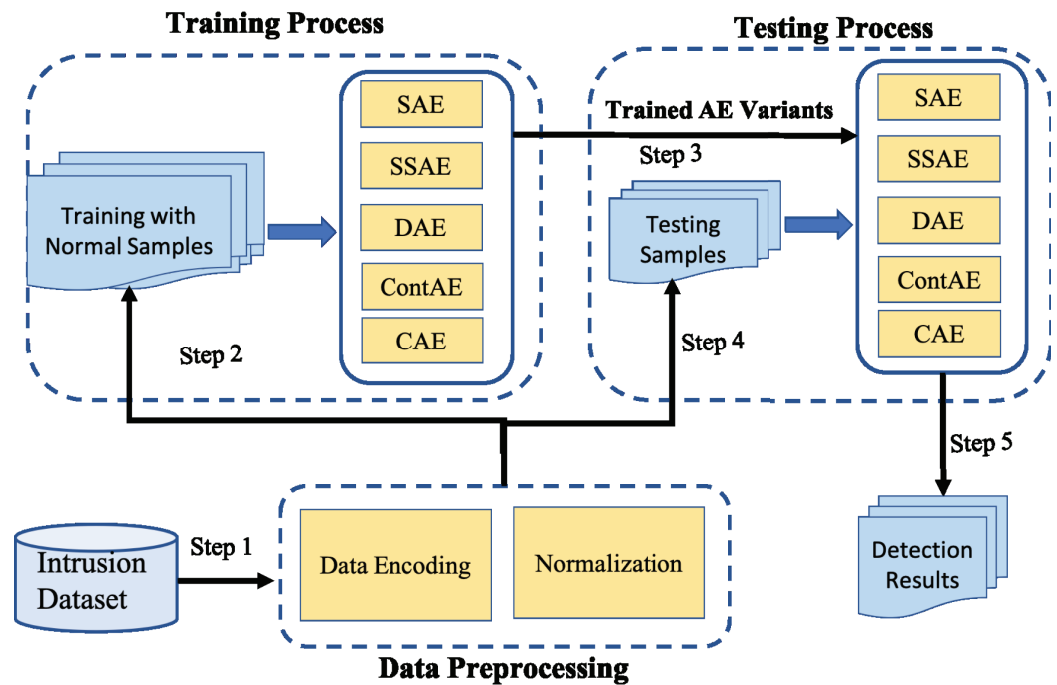 Training Process
Testing Process
SAE
SSAE
DAE
ContAE
CAE
Training with
Normal Samples
Trained AE Variants
Step 3
Testing
Samples
SAE
SSAE
DAE
ContAE
CAE
Step 2
Step 4
Step 5
Intrusion
Dataset
Step 1
Data Encoding
Normalization
Detection
Results
Data Preprocessing